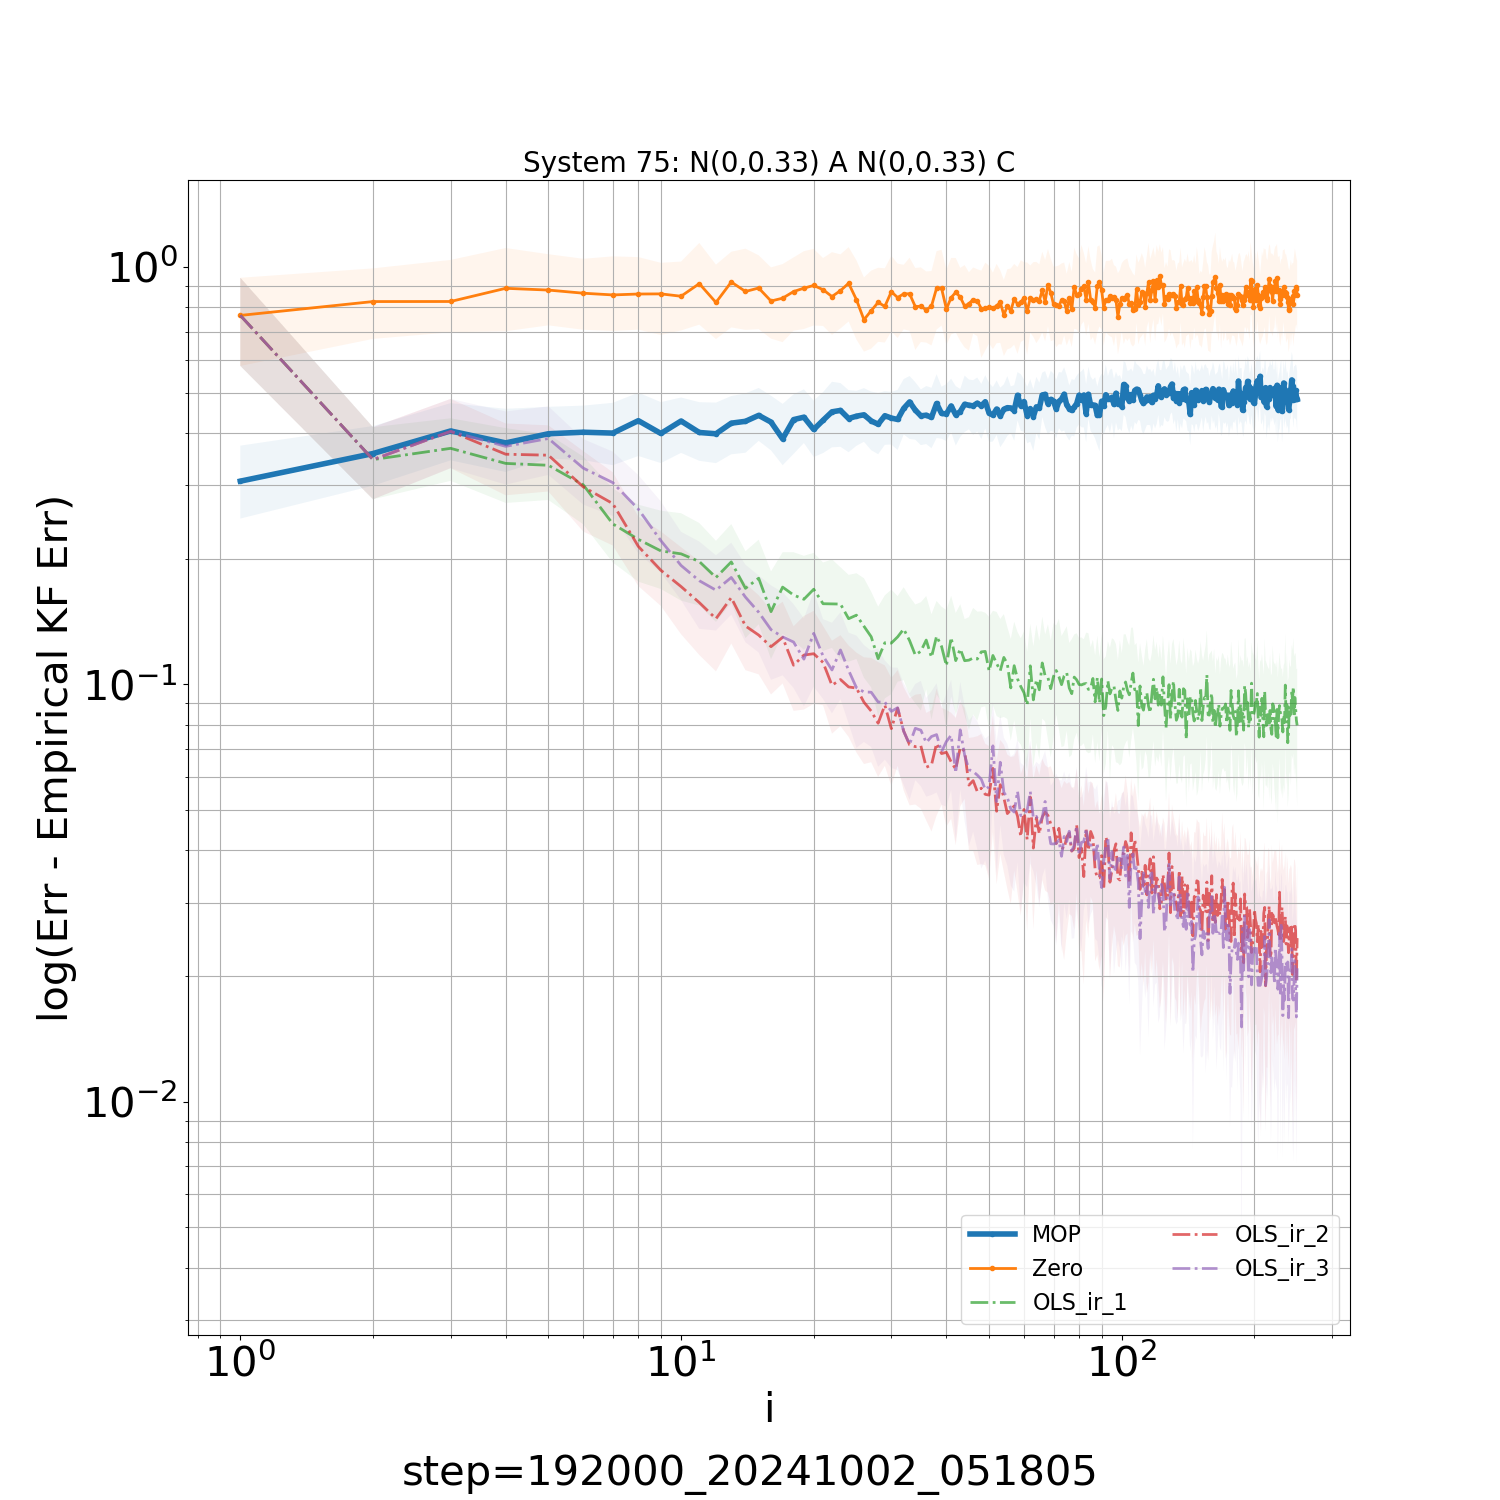 System 75: N(0,0.33) A N(0,0.33) C
log(Err - Empirical KF Err)
10⁰
10⁻¹
10⁻²
MOP
Zero
OLS_ir_1
OLS_ir_2
OLS_ir_3
10⁰ 10¹ 10²
i
step=192000_20241002_051805